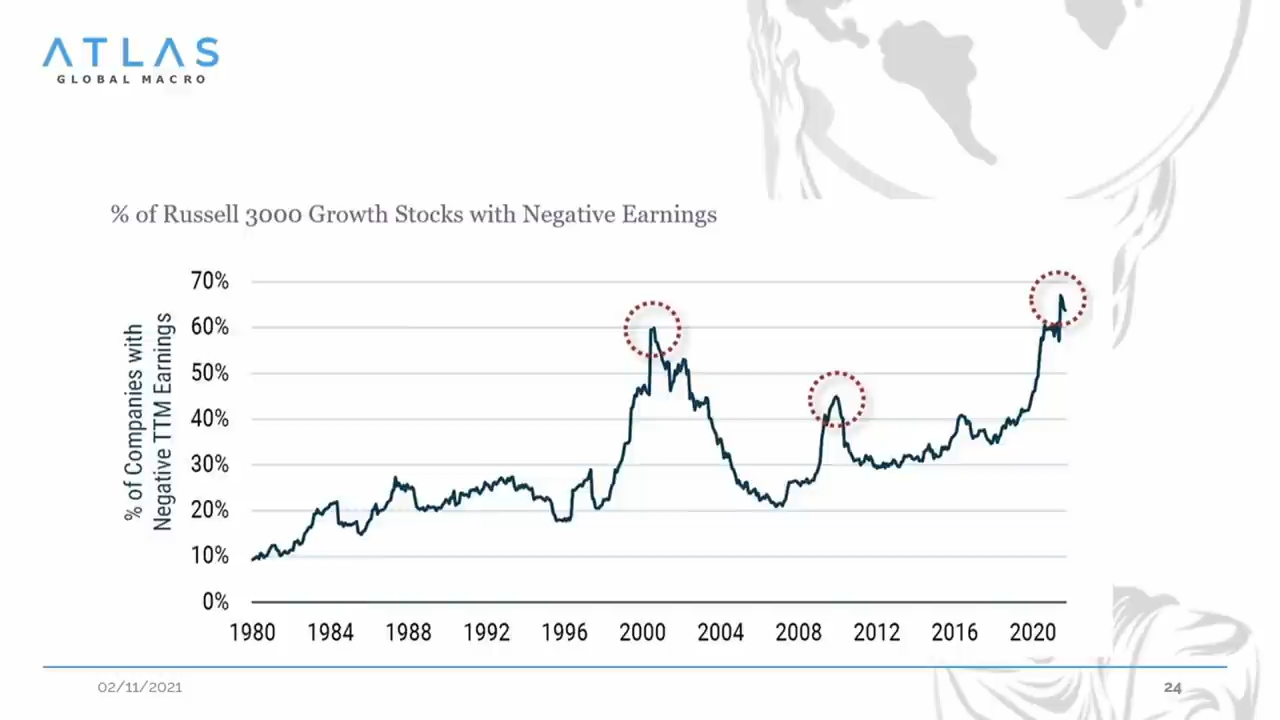 ATLAS
GLOBAL MACRO
% of Russell 3000 Growth Stocks with Negative Earnings
% of Companies with
Negative TTM Earnings
70%
60%
50%
40%
30%
20%
10%
0%
1980 1984 1988 1992 1996 2000 2004 2008 2012 2016 2020
02/11/2021
24